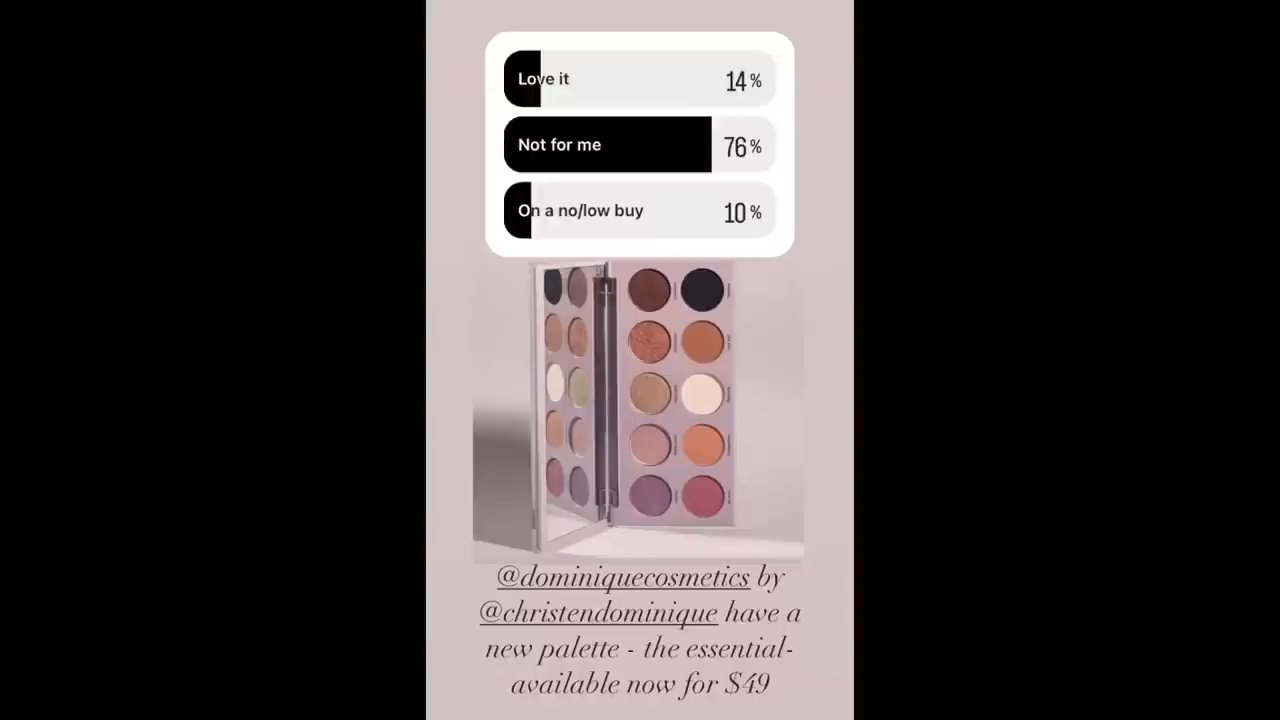 Love it 14%
Not for me 76%
On a no/low buy 10%
@dominiquecosmetics by
@christendominique have a
new palette - the essential-
available now for $49